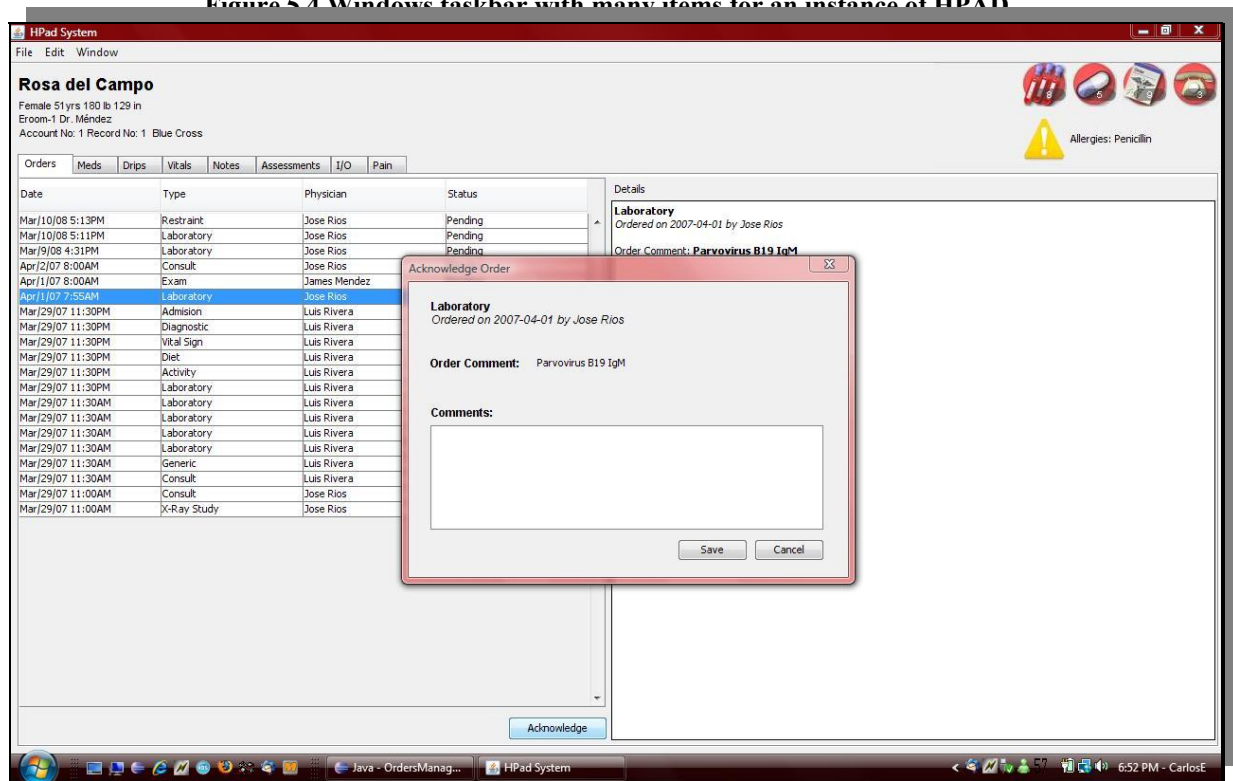 Figure 5.4 Windows taskbar with many items for an instance of HPAD
HPad System
File Edit Window
Rosa del Campo
Female 51yrs 180 lb 129 in
Eroom-1 Dr. Méndez
Account No: 1 Record No: 1 Blue Cross
8
5
9
3
Allergies: Penicillin
Orders Meds Drips Vitals Notes Assessments I/O Pain
Date Type Physician Status
Mar/10/08 5:13PM Restraint Jose Rios Pending
Mar/10/08 5:11PM Laboratory Jose Rios Pending
Mar/9/08 4:31PM Laboratory Jose Rios Pending
Apr/2/07 8:00AM Consult Jose Rios
Apr/1/07 8:00AM Exam James Mendez
Apr/1/07 7:55AM Laboratory Jose Rios
Mar/29/07 11:30PM Admision Luis Rivera
Mar/29/07 11:30PM Diagnostic Luis Rivera
Mar/29/07 11:30PM Vital Sign Luis Rivera
Mar/29/07 11:30PM Diet Luis Rivera
Mar/29/07 11:30PM Activity Luis Rivera
Mar/29/07 11:30PM Laboratory Luis Rivera
Mar/29/07 11:30AM Laboratory Luis Rivera
Mar/29/07 11:30AM Laboratory Luis Rivera
Mar/29/07 11:30AM Laboratory Luis Rivera
Mar/29/07 11:30AM Laboratory Luis Rivera
Mar/29/07 11:30AM Generic Luis Rivera
Mar/29/07 11:30AM Consult Luis Rivera
Mar/29/07 11:00AM Consult Jose Rios
Mar/29/07 11:00AM X-Ray Study Jose Rios
Acknowledge
Details
Laboratory
Ordered on 2007-04-01 by Jose Rios
Order Comment: Parvovirus B19 IgM
Acknowledge Order
Laboratory
Ordered on 2007-04-01 by Jose Rios
Order Comment: Parvovirus B19 IgM
Comments:
Save Cancel
Java - OrdersManag... HPad System 57 6:52 PM - CarlosE